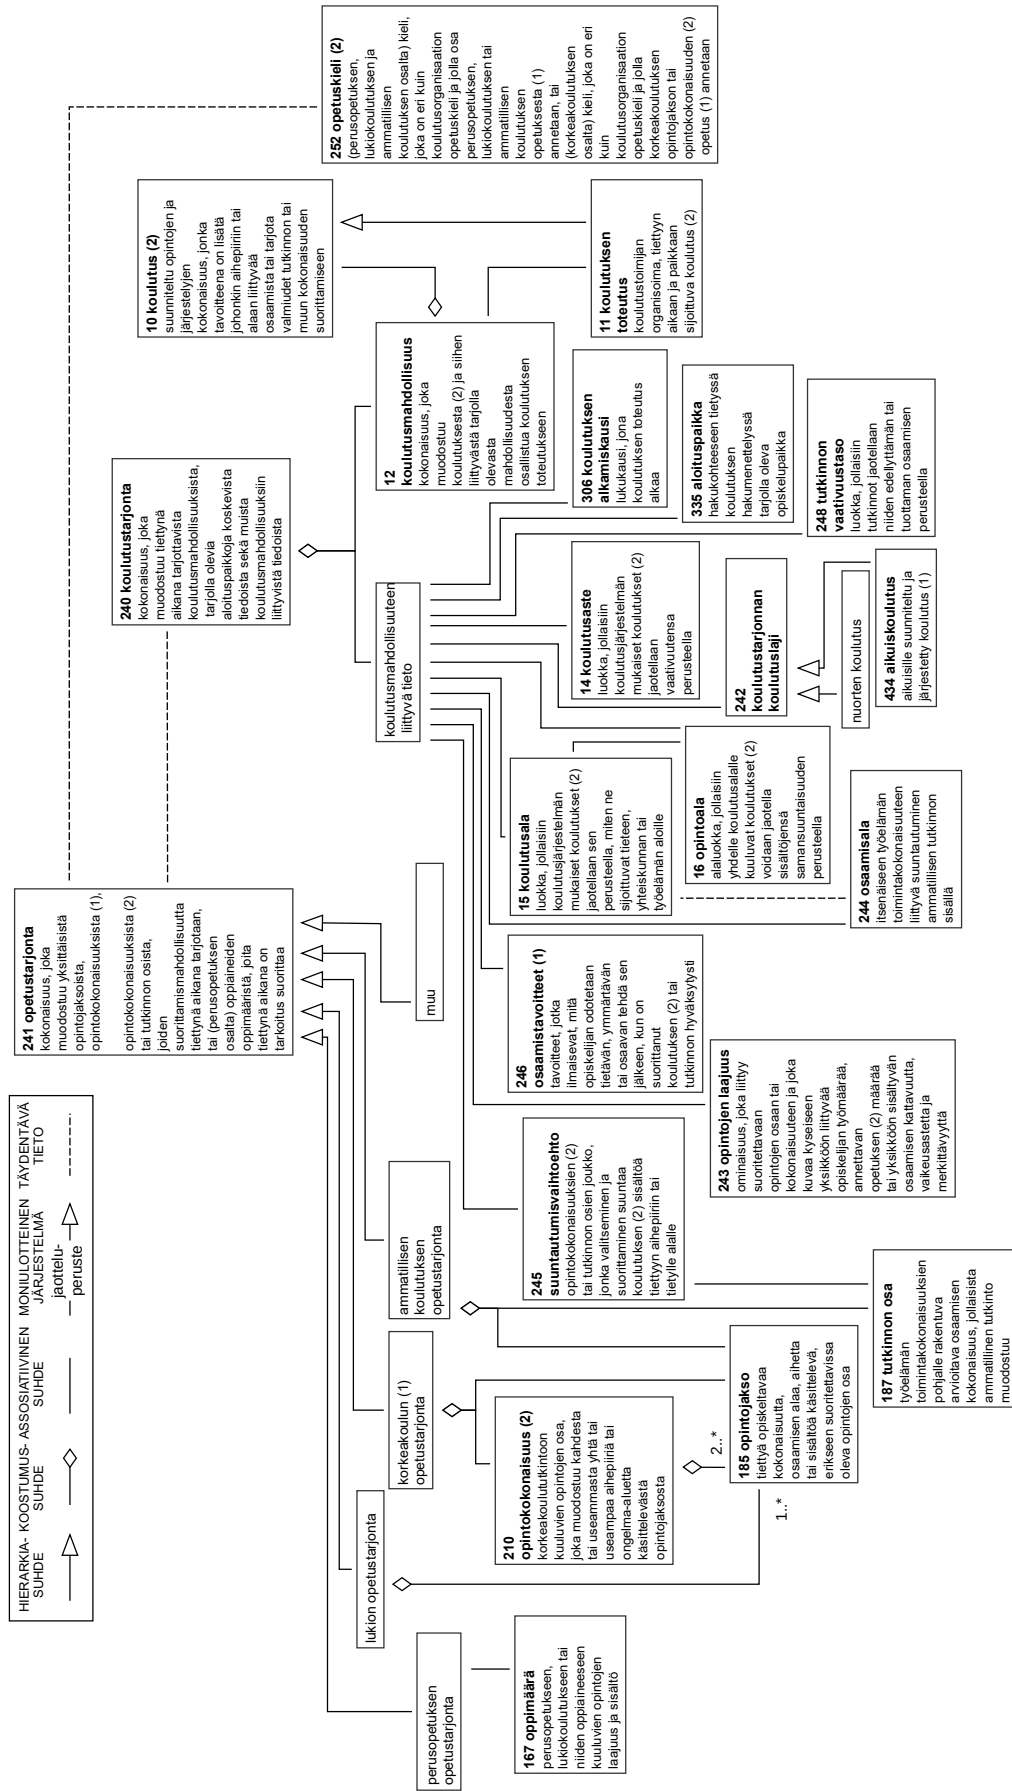 HIERARKIA-
SUHDE
KOOSTUMUS-
SUHDE
ASSOSIATIIVINEN
SUHDE
MONIULOTTEINEN
JÄRJESTELMÄ
TÄYDENTÄVÄ
TIETO
jaottelu-
peruste
241 opetustarjonta
kokonaisuus, joka
muodostuu yksittäisistä
opintojaksoista,
opintokokonaisuuksista (1),
opintokokonaisuuksista (2)
tai tutkinnon osista,
joiden
suorittamismahdollisuutta
tiettynä aikana tarjotaan,
tai (perusopetuksen
osalta) oppiaineiden
oppimääristä, joita
tiettynä aikana on
tarkoitus suorittaa
240 koulutustarjonta
kokonaisuus, joka
muodostuu tiettynä
aikana tarjottavista
koulutusmahdollisuuksista,
tarjolla olevia
aloituspaikkoja koskevista
tiedoista sekä muista
koulutusmahdollisuuksiin
liittyvistä tiedoista
10 koulutus (2)
suunniteltu opintojen ja
järjestelyjen
kokonaisuus, jonka
tavoitteena on lisätä
johonkin aihepiiriin tai
alaan liittyvää
osaamista tai tarjota
valmiudet tutkinnon tai
muun kokonaisuuden
suorittamiseen
252 opetuskieli (2)
(perusopetuksen,
lukiokoulutuksen ja
ammatillisen
koulutuksen osalta) kieli,
joka on eri kuin
koulutusorganisaation
opetuskieli ja jolla osa
perusopetuksen,
lukiokoulutuksen tai
ammatillisen
koulutuksen
opetuksesta (1)
annetaan, tai
(korkeakoulutuksen
osalta) kieli, joka on eri
kuin
koulutusorganisaation
opetuskieli ja jolla
korkeakoulutuksen
opintojakson tai
opintokokonaisuuden (2)
opetus (1) annetaan
perusopetuksen
opetustarjonta
lukion opetustarjonta
korkeakoulun (1)
opetustarjonta
ammatillisen
koulutuksen
opetustarjonta
muu
koulutusmahdollisuuteen
liittyvä tieto
12
koulutusmahdollisuus
kokonaisuus, joka
muodostuu
koulutuksesta (2) ja siihen
liittyvästä tarjolla
olevasta
mahdollisuudesta
osallistua koulutuksen
toteutukseen
11 koulutuksen
toteutus
koulutustoimijan
organisoima, tiettyyn
aikaan ja paikkaan
sijoittuva koulutus (2)
167 oppimäärä
perusopetukseen,
lukiokoulutukseen tai
niiden oppiaineeseen
kuuluvien opintojen
laajuus ja sisältö
210
opintokokonaisuus (2)
korkeakoulututkintoon
kuuluvien opintojen osa,
joka muodostuu kahdesta
tai useammasta yhtä tai
useampaa aihepiiriä tai
ongelma-aluetta
käsittelevästä
opintojaksosta
2..*
1..*
185 opintojakso
tiettyä opiskeltavaa
kokonaisuutta,
osaamisen alaa, aihetta
tai sisältöä käsittelevä,
erikseen suoritettavissa
oleva opintojen osa
187 tutkinnon osa
työelämän
toimintakokonaisuuksien
pohjalle rakentuva
arvioitava osaamisen
kokonaisuus, jollaisista
ammatillinen tutkinto
muodostuu
245
suuntautumisvaihtoehto
opintokokonaisuuksien (2)
tai tutkinnon osien joukko,
jonka valitseminen ja
suorittaminen suuntaa
koulutuksen (2) sisältöä
tiettyyn aihepiiriin tai
tietylle alalle
243 opintojen laajuus
ominaisuus, joka liittyy
suoritettavaan
opintojen osaan tai
kokonaisuuteen ja joka
kuvaa kyseiseen
yksikköön liittyvää
opiskelijan työmäärää,
annettavan
opetuksen (2) määrää
tai yksikköön sisältyvän
osaamisen kattavuutta,
vaikeusastetta ja
merkittävyyttä
246
osaamistavoitteet (1)
tavoitteet, jotka
ilmaisevat, mitä
opiskelijan odotetaan
tietävän, ymmärtävän
tai osaavan tehdä sen
jälkeen, kun on
suorittanut
koulutuksen (2) tai
tutkinnon hyväksytysti
15 koulutusala
luokka, jollaisiin
koulutusjärjestelmän
mukaiset koulutukset (2)
jaotellaan sen
perusteella, miten ne
sijoittuvat tieteen,
yhteiskunnan tai
työelämän aloille
16 opintoala
alaluokka, jollaisiin
yhdelle koulutusalalle
kuuluvat koulutukset (2)
voidaan jaotella
sisältöjensä
samansuuntaisuuden
perusteella
244 osaamisala
itsenäiseen työelämän
toimintakokonaisuuteen
liittyvä suuntautuminen
ammatillisen tutkinnon
sisällä
14 koulutusaste
luokka, jollaisiin
koulutusjärjestelmän
mukaiset koulutukset (2)
jaotellaan
vaativuutensa
perusteella
242
koulutustarjonnan
koulutuslaji
nuorten koulutus
434 aikuiskoulutus
aikuisille suunniteltu ja
järjestetty koulutus (1)
306 koulutuksen
alkamiskausi
lukukausi, jona
koulutuksen toteutus
alkaa
335 aloituspaikka
hakukohteeseen tietyssä
koulutuksen
hakumenettelyssä
tarjolla oleva
opiskelupaikka
248 tutkinnon
vaativuustaso
luokka, jollaisiin
tutkinnot jaotellaan
niiden edellyttämän tai
tuottaman osaamisen
perusteella